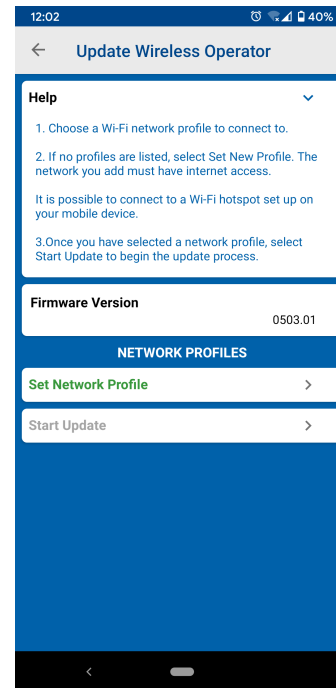 12:02
40%
Update Wireless Operator
Help
1. Choose a Wi-Fi network profile to connect to.
2. If no profiles are listed, select Set New Profile. The
network you add must have internet access.
It is possible to connect to a Wi-Fi hotspot set up on
your mobile device.
3.Once you have selected a network profile, select
Start Update to begin the update process.
Firmware Version
0503.01
NETWORK PROFILES
Set Network Profile
Start Update